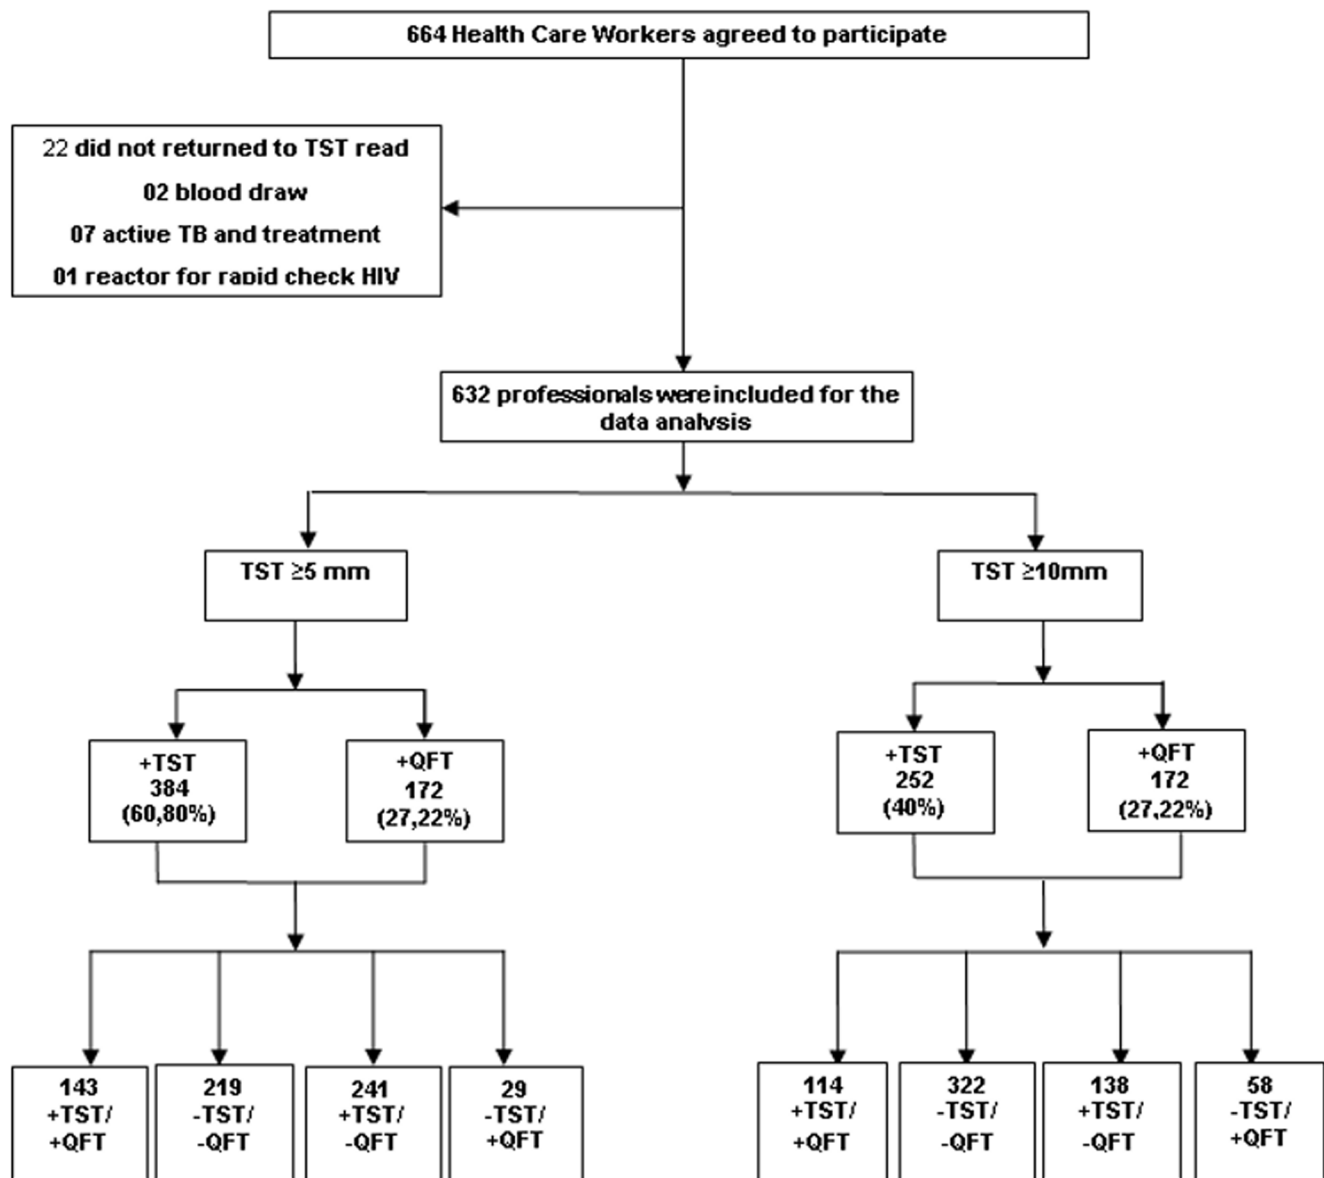 664 Health Care Workers agreed to participate
22 did not returned to TST read
02 blood draw
07 active TB and treatment
01 reactor for rapid check HIV
632 professionals were included for the
data analysis
TST ≥5 mm
TST ≥10mm
+TST
384
(60,80%)
+QFT
172
(27,22%)
+TST
252
(40%)
+QFT
172
(27,22%)
143
+TST/
+QFT
219
-TST/
-QFT
241
+TST/
-QFT
29
-TST/
+QFT
114
+TST/
+QFT
322
-TST/
-QFT
138
+TST/
-QFT
58
-TST/
+QFT